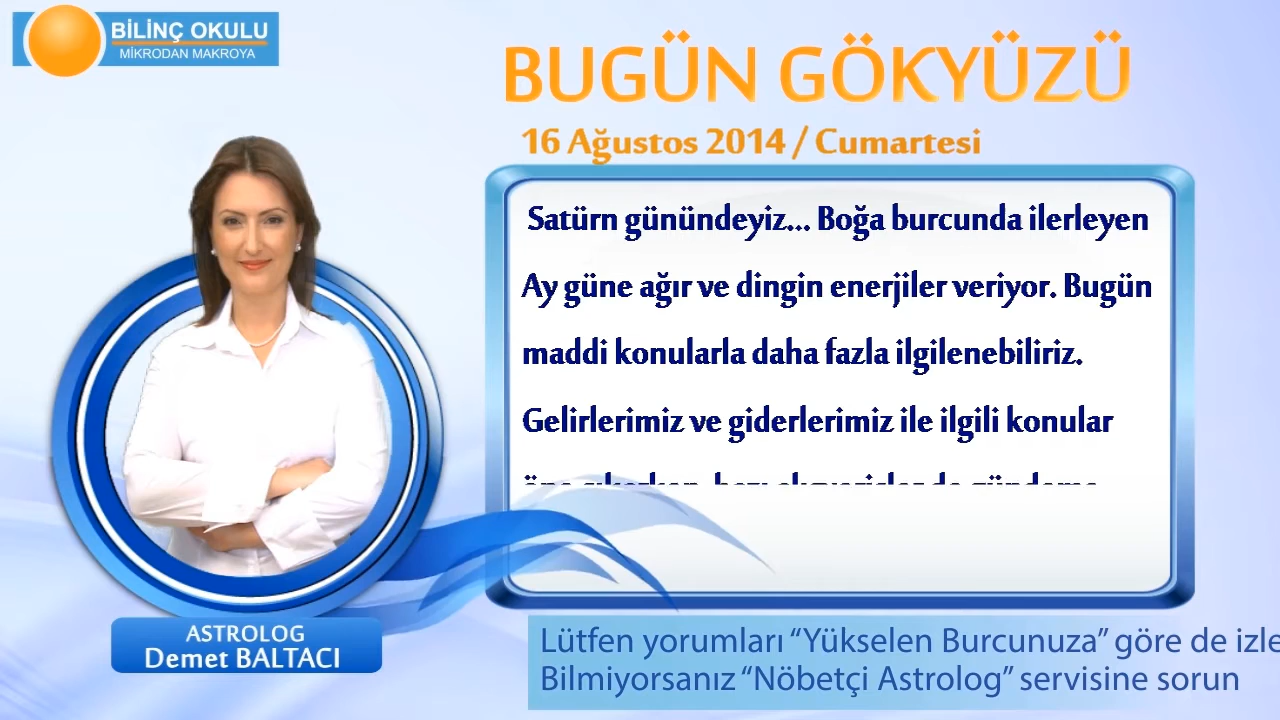 BİLİNÇ OKULU
MİKRODAN MAKROYA
BUGÜN GÖKYÜZÜ
16 Ağustos 2014 / Cumartesi
Satürn günündeyiz... Boğa burcunda ilerleyen
Ay güne ağır ve dingin enerjiler veriyor. Bugün
maddi konularla daha fazla ilgilenebiliriz.
Gelirlerimiz ve giderlerimiz ile ilgili konular
ASTROLOG
Demet BALTACI
Lütfen yorumları “Yükselen Burcunuza” göre de izle
Bilmiyorsanız “Nöbetçi Astrolog” servisine sorun